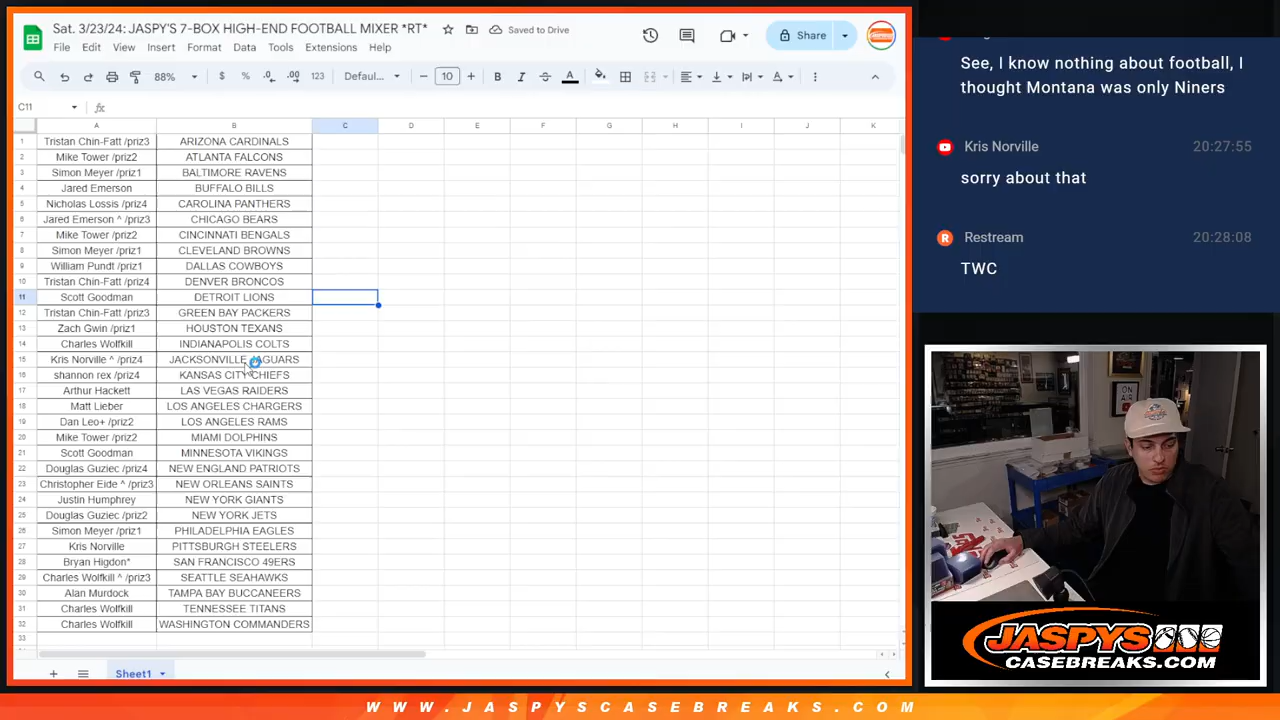 Sat. 3/23/24: JASPY'S 7-BOX HIGH-END FOOTBALL MIXER *RT*
Saved to Drive
Share
File Edit View Insert Format Data Tools Extensions Help
88% $ % .0 .00 123 Defaul... 10 B I S A
C11 fx
A B C D E F G H I J K
1 Tristan Chin-Fatt /priz3 ARIZONA CARDINALS
2 Mike Tower /priz2 ATLANTA FALCONS
3 Simon Meyer /priz1 BALTIMORE RAVENS
4 Jared Emerson BUFFALO BILLS
5 Nicholas Lossis /priz4 CAROLINA PANTHERS
6 Jared Emerson ^ /priz3 CHICAGO BEARS
7 Mike Tower /priz2 CINCINNATI BENGALS
8 Simon Meyer /priz1 CLEVELAND BROWNS
9 William Pundt /priz1 DALLAS COWBOYS
10 Tristan Chin-Fatt /priz4 DENVER BRONCOS
11 Scott Goodman DETROIT LIONS
12 Tristan Chin-Fatt /priz3 GREEN BAY PACKERS
13 Zach Gwin /priz1 HOUSTON TEXANS
14 Charles Wolfkill INDIANAPOLIS COLTS
15 Kris Norville ^ /priz4 JACKSONVILLE JAGUARS
16 shannon rex /priz4 KANSAS CITY CHIEFS
17 Arthur Hackett LAS VEGAS RAIDERS
18 Matt Lieber LOS ANGELES CHARGERS
19 Dan Leo+ /priz2 LOS ANGELES RAMS
20 Mike Tower /priz2 MIAMI DOLPHINS
21 Scott Goodman MINNESOTA VIKINGS
22 Douglas Guziec /priz4 NEW ENGLAND PATRIOTS
23 Christopher Eide ^ /priz3 NEW ORLEANS SAINTS
24 Justin Humphrey NEW YORK GIANTS
25 Douglas Guziec /priz2 NEW YORK JETS
26 Simon Meyer /priz1 PHILADELPHIA EAGLES
27 Kris Norville PITTSBURGH STEELERS
28 Bryan Higdon* SAN FRANCISCO 49ERS
29 Charles Wolfkill ^ /priz3 SEATTLE SEAHAWKS
30 Alan Murdock TAMPA BAY BUCCANEERS
31 Charles Wolfkill TENNESSEE TITANS
32 Charles Wolfkill WASHINGTON COMMANDERS
33
Sheet1
See, I know nothing about football, I
thought Montana was only Niners
Kris Norville 20:27:55
sorry about that
Restream 20:28:08
TWC
ON AIR
JASPYS
CASEBREAKS.COM
WWW.JASPYSCASEBREAKS.COM